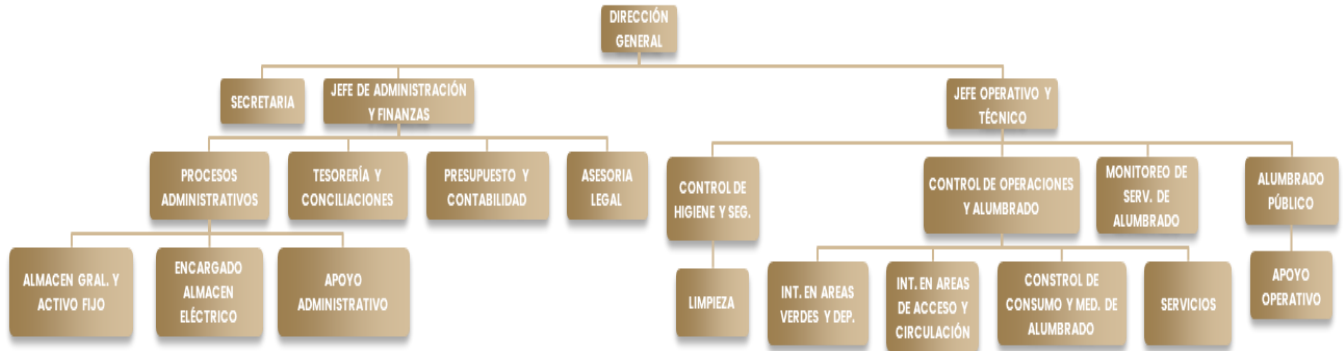 DIRECCIÓN
GENERAL
SECRETARIA
JEFE DE ADMINISTRACIÓN
Y FINANZAS
JEFE OPERATIVO Y
TÉCNICO
PROCESOS
ADMINISTRATIVOS
TESORERÍA Y
CONCILIACIONES
PRESUPUESTO Y
CONTABILIDAD
ASESORIA
LEGAL
CONTROL DE
HIGIENE Y SEG.
CONTROL DE OPERACIONES
Y ALUMBRADO
MONITOREO DE
SERV. DE
ALUMBRADO
ALUMBRADO
PÚBLICO
ALMACEN GRAL. Y
ACTIVO FIJO
ENCARGADO
ALMACEN
ELÉCTRICO
APOYO
ADMINISTRATIVO
LIMPIEZA
INT. EN AREAS
VERDES Y DEP.
INT. EN AREAS
DE ACCESO Y
CIRCULACIÓN
CONSTROL DE
CONSUMO Y MED. DE
ALUMBRADO
SERVICIOS
APOYO
OPERATIVO